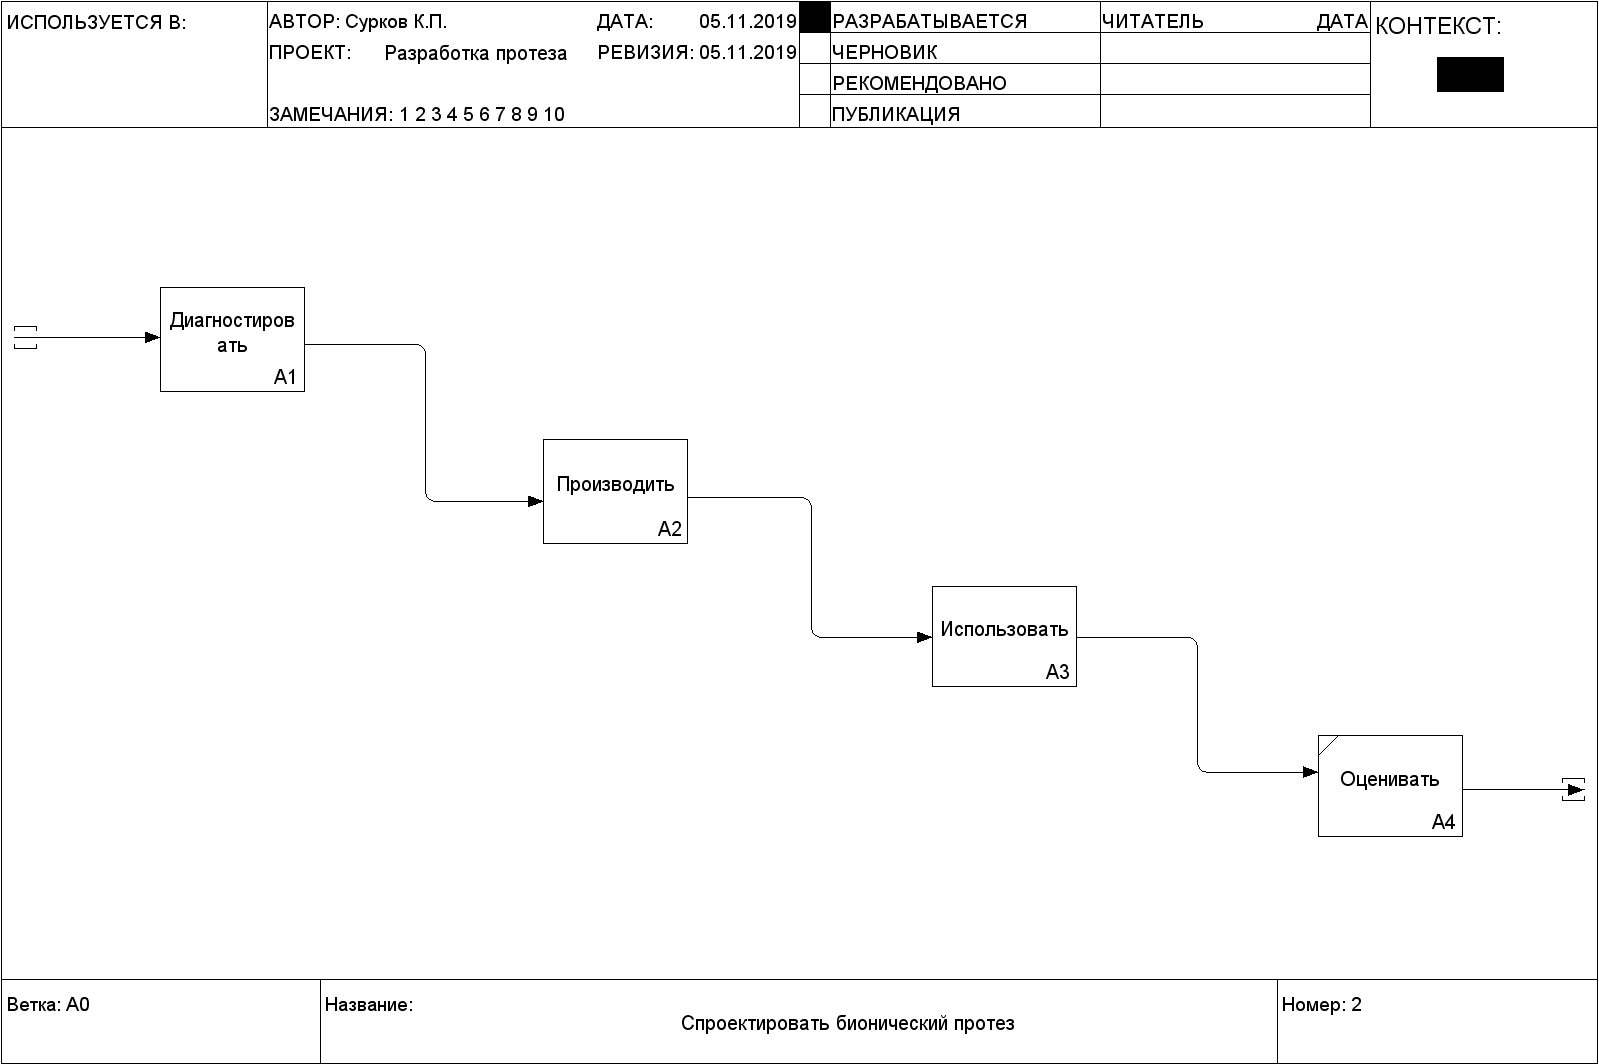 ИСПОЛЬЗУЕТСЯ В:
АВТОР: Сурков К.П.
ДАТА: 05.11.2019
ПРОЕКТ: Разработка протеза
РЕВИЗИЯ: 05.11.2019
ЗАМЕЧАНИЯ: 1 2 3 4 5 6 7 8 9 10
РАЗРАБАТЫВАЕТСЯ
ЧЕРНОВИК
РЕКОМЕНДОВАНО
ПУБЛИКАЦИЯ
ЧИТАТЕЛЬ ДАТА
КОНТЕКСТ:
Диагностиров
ать
A1
Производить
A2
Использовать
A3
Оценивать
A4
Ветка: A0
Название:
Спроектировать бионический протез
Номер: 2